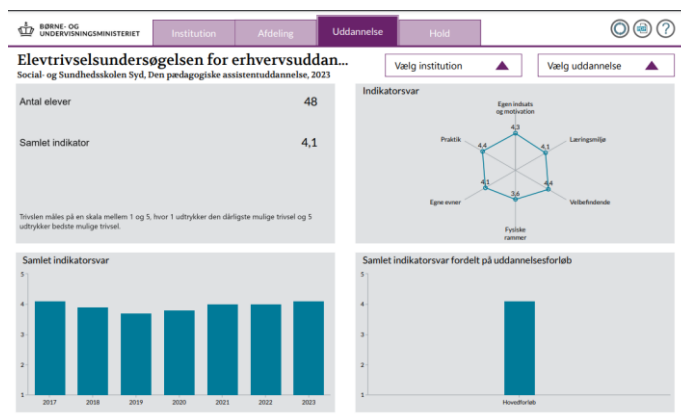 BØRNE- OG
UNDERVISNINGSMINISTERIET
Institution
Afdeling
Uddannelse
Hold
?
Elevtrivselsundersøgelsen for erhvervsuddan...
Social- og Sundhedsskolen Syd, Den pædagogiske assistentuddannelse, 2023
Vælg institution
Vælg uddannelse
Antal elever 48
Samlet indikator 4,1
Trivslen måles på en skala mellem 1 og 5, hvor 1 udtrykker den dårligste mulige trivsel og 5
udtrykker bedste mulige trivsel.
Indikatorsvar
Egen indsats
og motivation
4,3
Praktik
4,4
4,1
Læringsmiljø
4,1
4,4
Egne evner
3,6
Velbefindende
Fysiske
rammer
Samlet indikatorsvar
5
4
3
2
1
2017 2018 2019 2020 2021 2022 2023
Samlet indikatorsvar fordelt på uddannelsesforløb
5
4
3
2
1
Hovedforløb